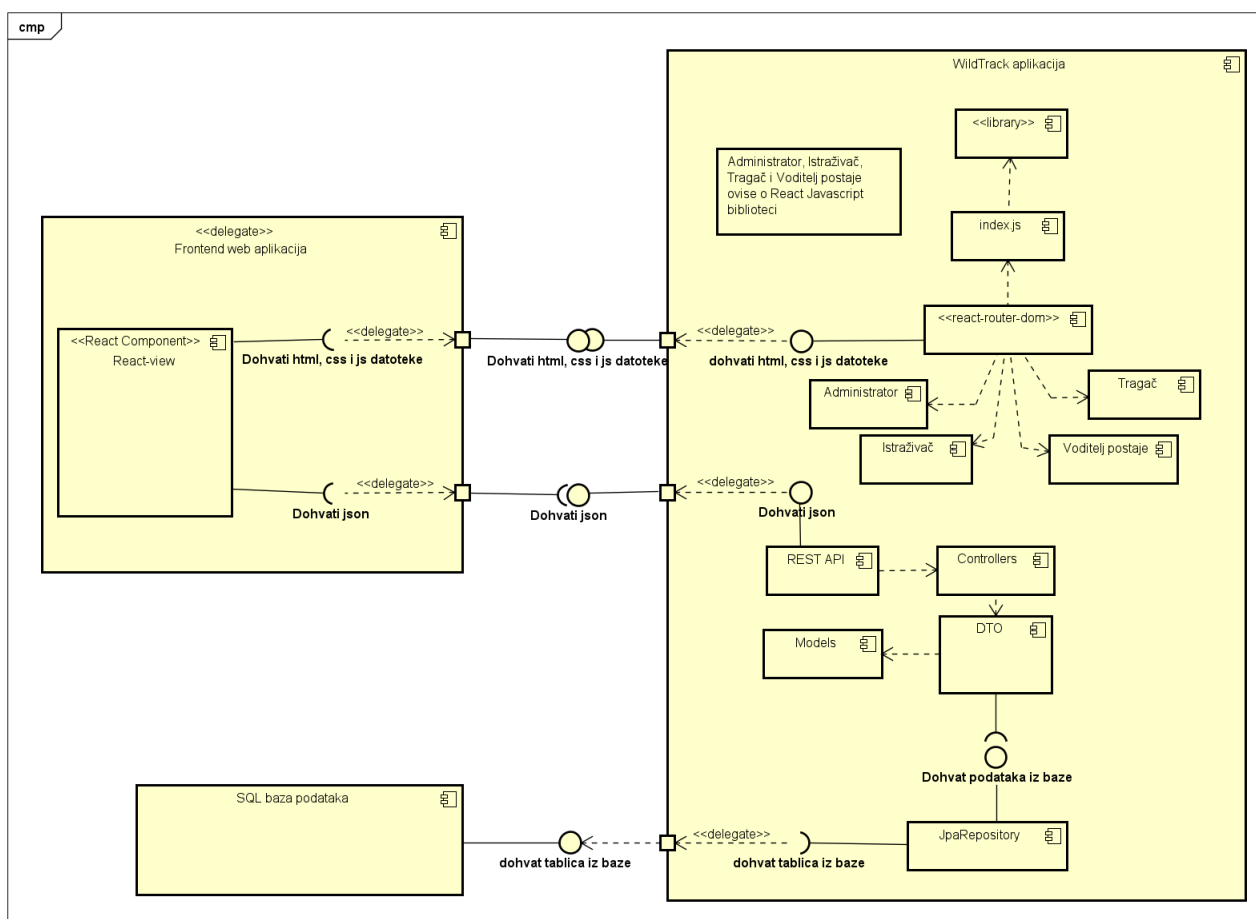 cmp
WildTrack aplikacija
<<library>>
Administrator, Istraživač,
Tragač i Voditelj postaje
ovise o React Javascript
biblioteci
index.js
<<delegate>>
Frontend web aplikacija
<<React Component>>
React-view
<<delegate>>
Dohvati html, css i js datoteke
Dohvati html, css i js datoteke
<<delegate>>
dohvati html, css i js datoteke
<<react-router-dom>>
Administrator
Tragač
Istraživač
Voditelj postaje
<<delegate>>
Dohvati json
Dohvati json
<<delegate>>
Dohvati json
REST API
Controllers
Models
DTO
Dohvat podataka iz baze
SQL baza podataka
dohvat tablica iz baze
<<delegate>>
dohvat tablica iz baze
JpaRepository